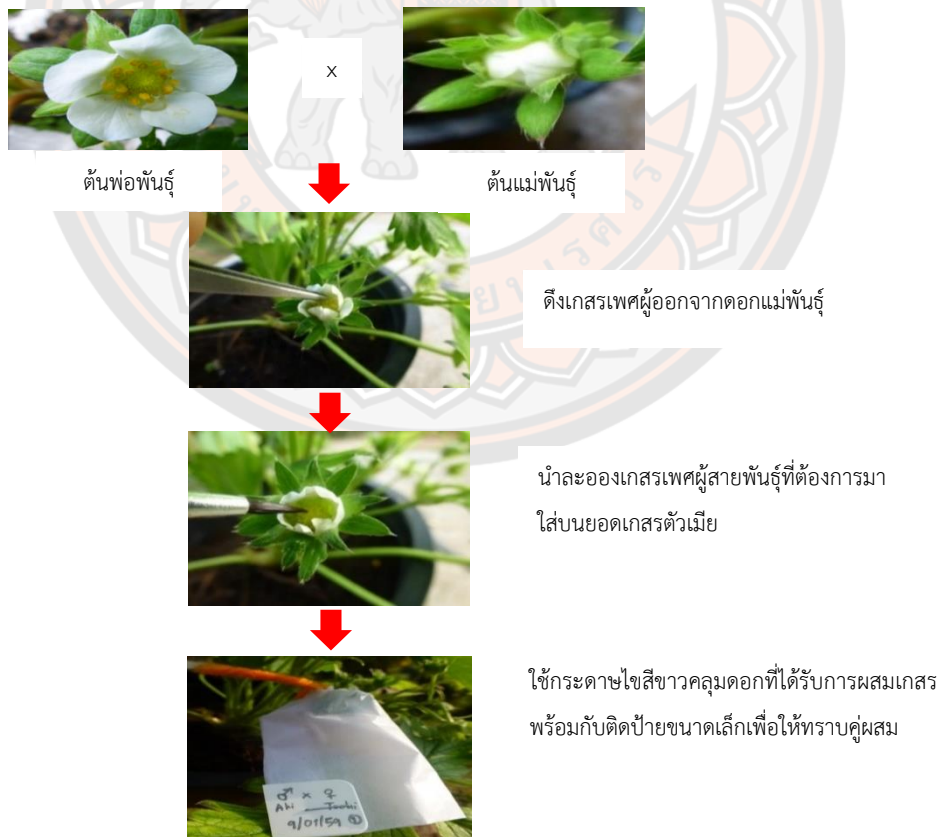 X
ต้นพ่อพันธุ์
ต้นแม่พันธุ์
ดึงเกสรเพศผู้ออกจากดอกแม่พันธุ์
นำละอองเกสรเพศผู้สายพันธุ์ที่ต้องการมา
ใส่บนยอดเกสรตัวเมีย
ใช้กระดาษไขสีขาวคลุมดอกที่ได้รับการผสมเกสร
พร้อมกับติดป้ายขนาดเล็กเพื่อให้ทราบคู่ผสม
♂ × ♀
9/01/59 ①